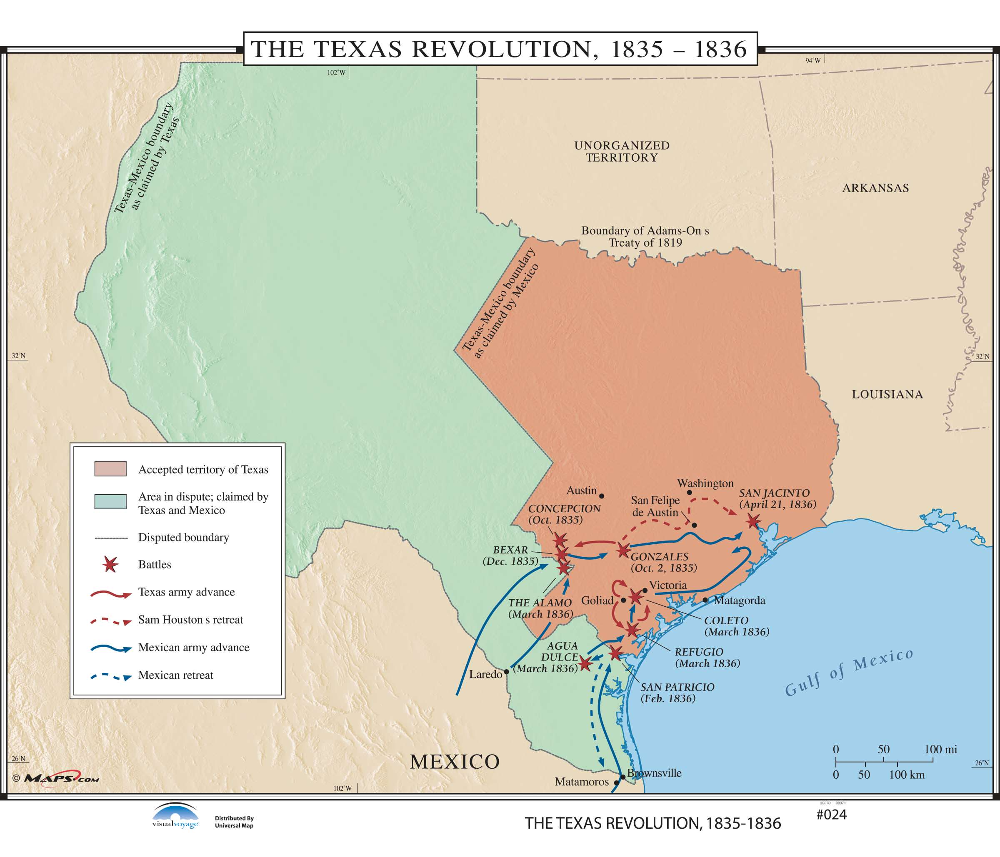 THE TEXAS REVOLUTION, 1835 – 1836
94°W
102°W
Texas-Mexico boundary
as claimed by Texas
UNORGANIZED
TERRITORY
ARKANSAS
Boundary of Adams-On s
Treaty of 1819
Texas-Mexico boundary
as claimed by Mexico
32°N
32°N
LOUISIANA
Accepted territory of Texas
Area in dispute; claimed by
Texas and Mexico
Disputed boundary
Battles
Texas army advance
Sam Houston s retreat
Mexican army advance
Mexican retreat
Washington
Austin
SAN JACINTO
(April 21, 1836)
San Felipe
de Austin
CONCEPCION
(Oct. 1835)
BEXAR
(Dec. 1835)
GONZALES
(Oct. 2, 1835)
Victoria
Goliad
Matagorda
THE ALAMO
(March 1836)
COLETO
(March 1836)
AGUA
DULCE
(March 1836)
REFUGIO
(March 1836)
Laredo
SAN PATRICIO
(Feb. 1836)
Gulf of Mexico
0 50 100 mi
0 50 100 km
MEXICO
26°N
26°N
© MAPS.COM
Brownsville
Matamoros
102°W
30070 30071
visualvoyage
Distributed By
Universal Map
THE TEXAS REVOLUTION, 1835-1836
#024